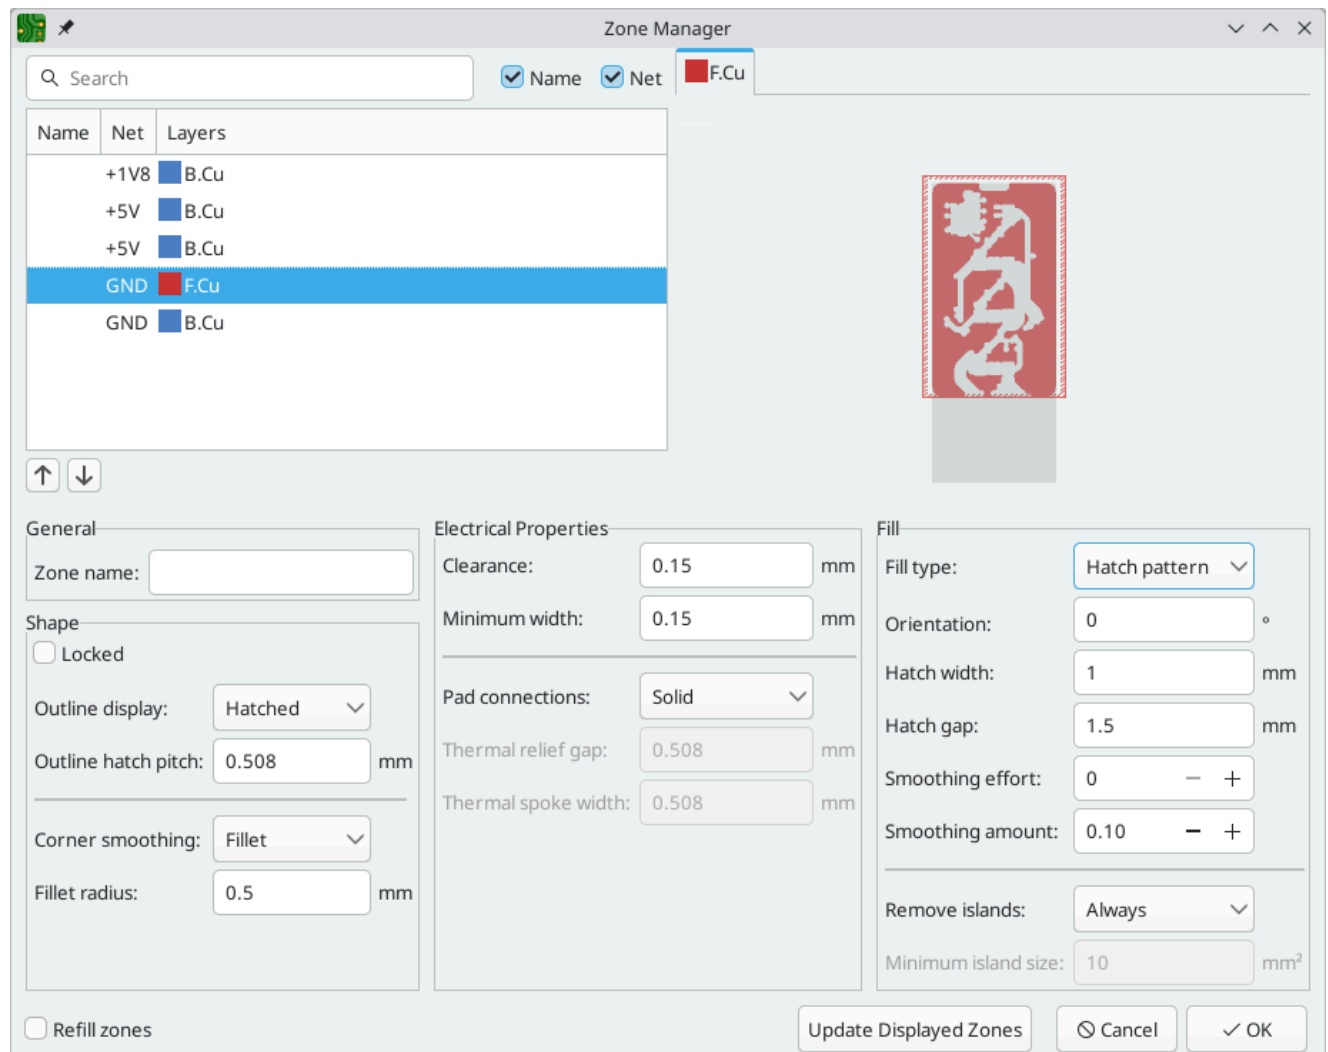 Zone Manager
Search
Name
Net
F.Cu
Name Net Layers
+1V8 B.Cu
+5V B.Cu
+5V B.Cu
GND F.Cu
GND B.Cu
General
Zone name:
Shape
Locked
Outline display: Hatched
Outline hatch pitch: 0.508 mm
Corner smoothing: Fillet
Fillet radius: 0.5 mm
Electrical Properties
Clearance: 0.15 mm
Minimum width: 0.15 mm
Pad connections: Solid
Thermal relief gap: 0.508 mm
Thermal spoke width: 0.508 mm
Fill
Fill type: Hatch pattern
Orientation: 0 °
Hatch width: 1 mm
Hatch gap: 1.5 mm
Smoothing effort: 0 − +
Smoothing amount: 0.10 − +
Remove islands: Always
Minimum island size: 10 mm²
Refill zones
Update Displayed Zones
Cancel
OK